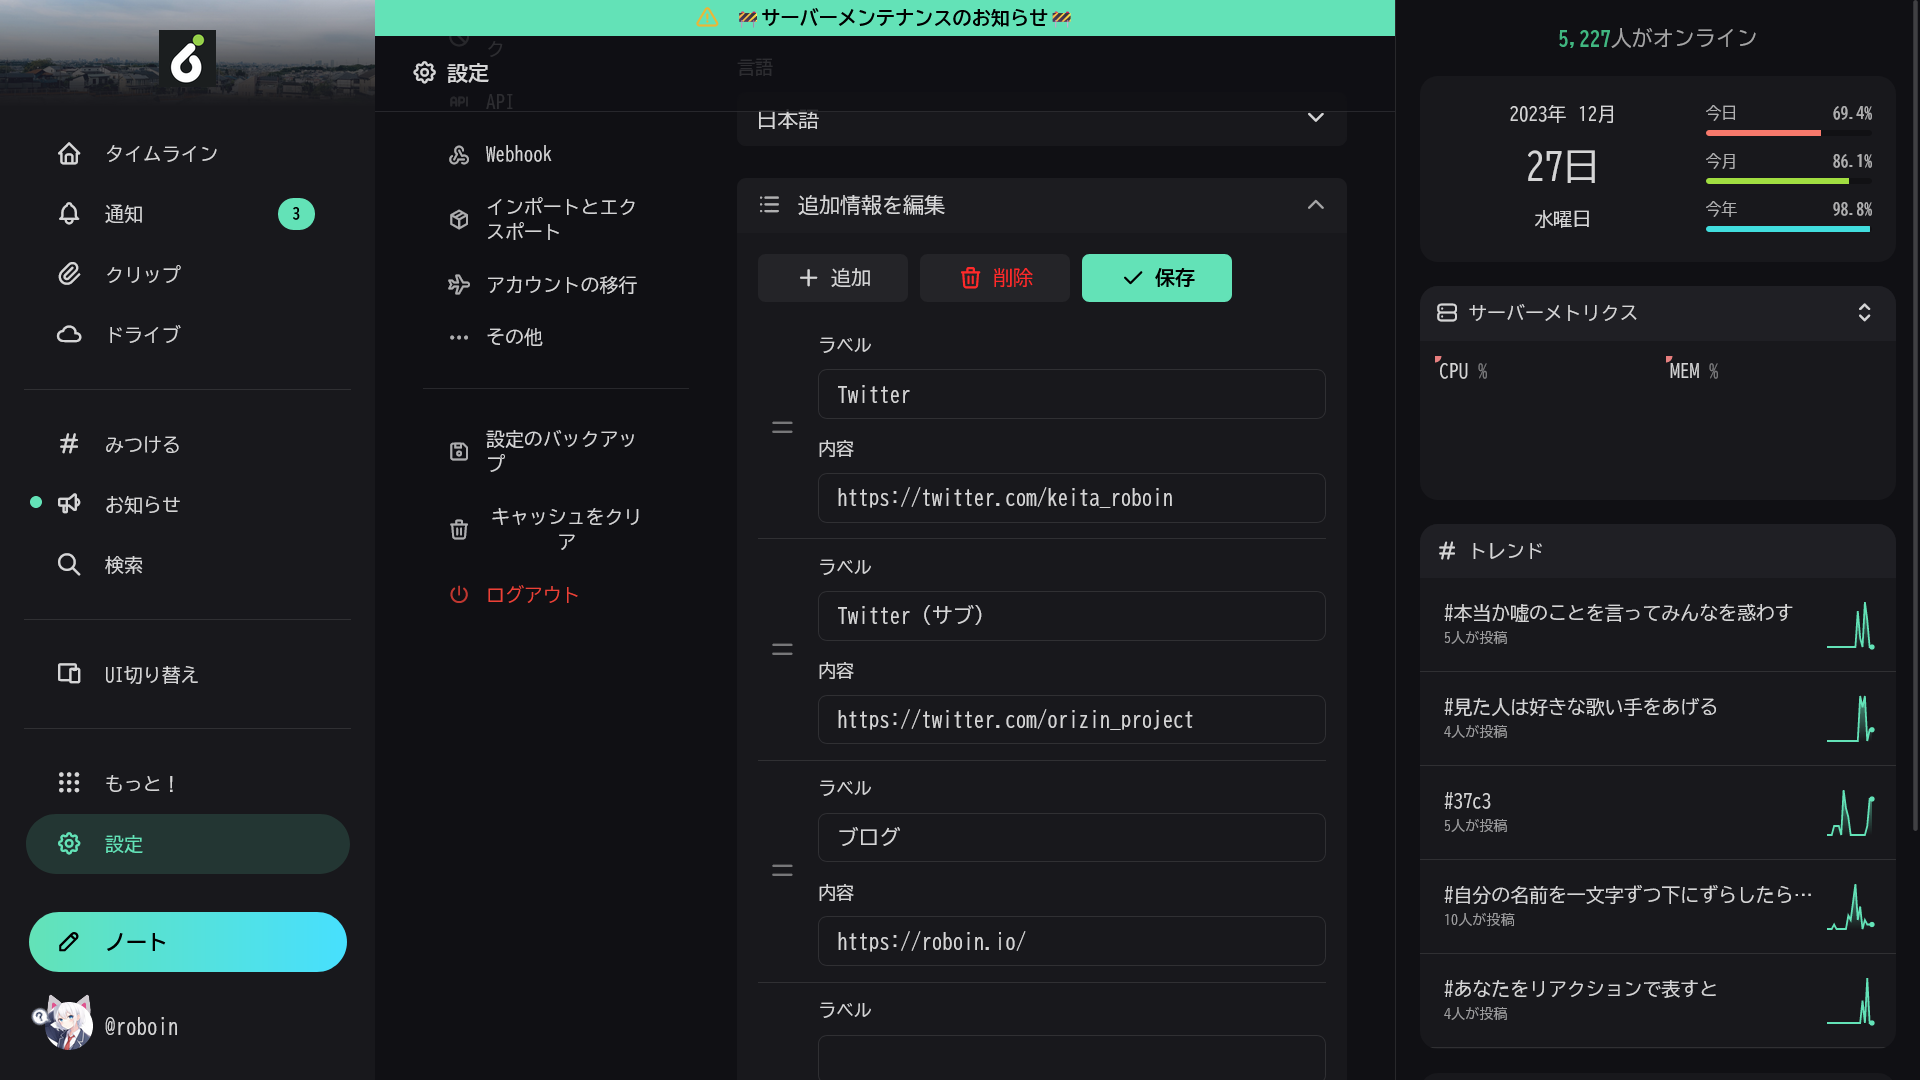 タイムライン
通知
3
クリップ
ドライブ
みつける
お知らせ
検索
UI切り替え
もっと！
設定
ノート
@roboin
サーバーメンテナンスのお知らせ
設定
ク
API
Webhook
インポートとエク
スポート
アカウントの移行
その他
設定のバックアッ
プ
キャッシュをクリ
ア
ログアウト
言語
日本語
追加情報を編集
追加
削除
保存
ラベル
Twitter
内容
https://twitter.com/keita_roboin
ラベル
Twitter (サブ)
内容
https://twitter.com/orizin_project
ラベル
ブログ
内容
https://roboin.io/
ラベル
5,227人がオンライン
2023年 12月
27日
水曜日
今日 69.4%
今月 86.1%
今年 98.8%
サーバーメトリクス
CPU %
MEM %
トレンド
#本当か嘘のことを言ってみんなを惑わす
5人が投稿
#見た人は好きな歌い手をあげる
4人が投稿
#37c3
5人が投稿
#自分の名前を一文字ずつ下にずらしたら…
10人が投稿
#あなたをリアクションで表すと
4人が投稿